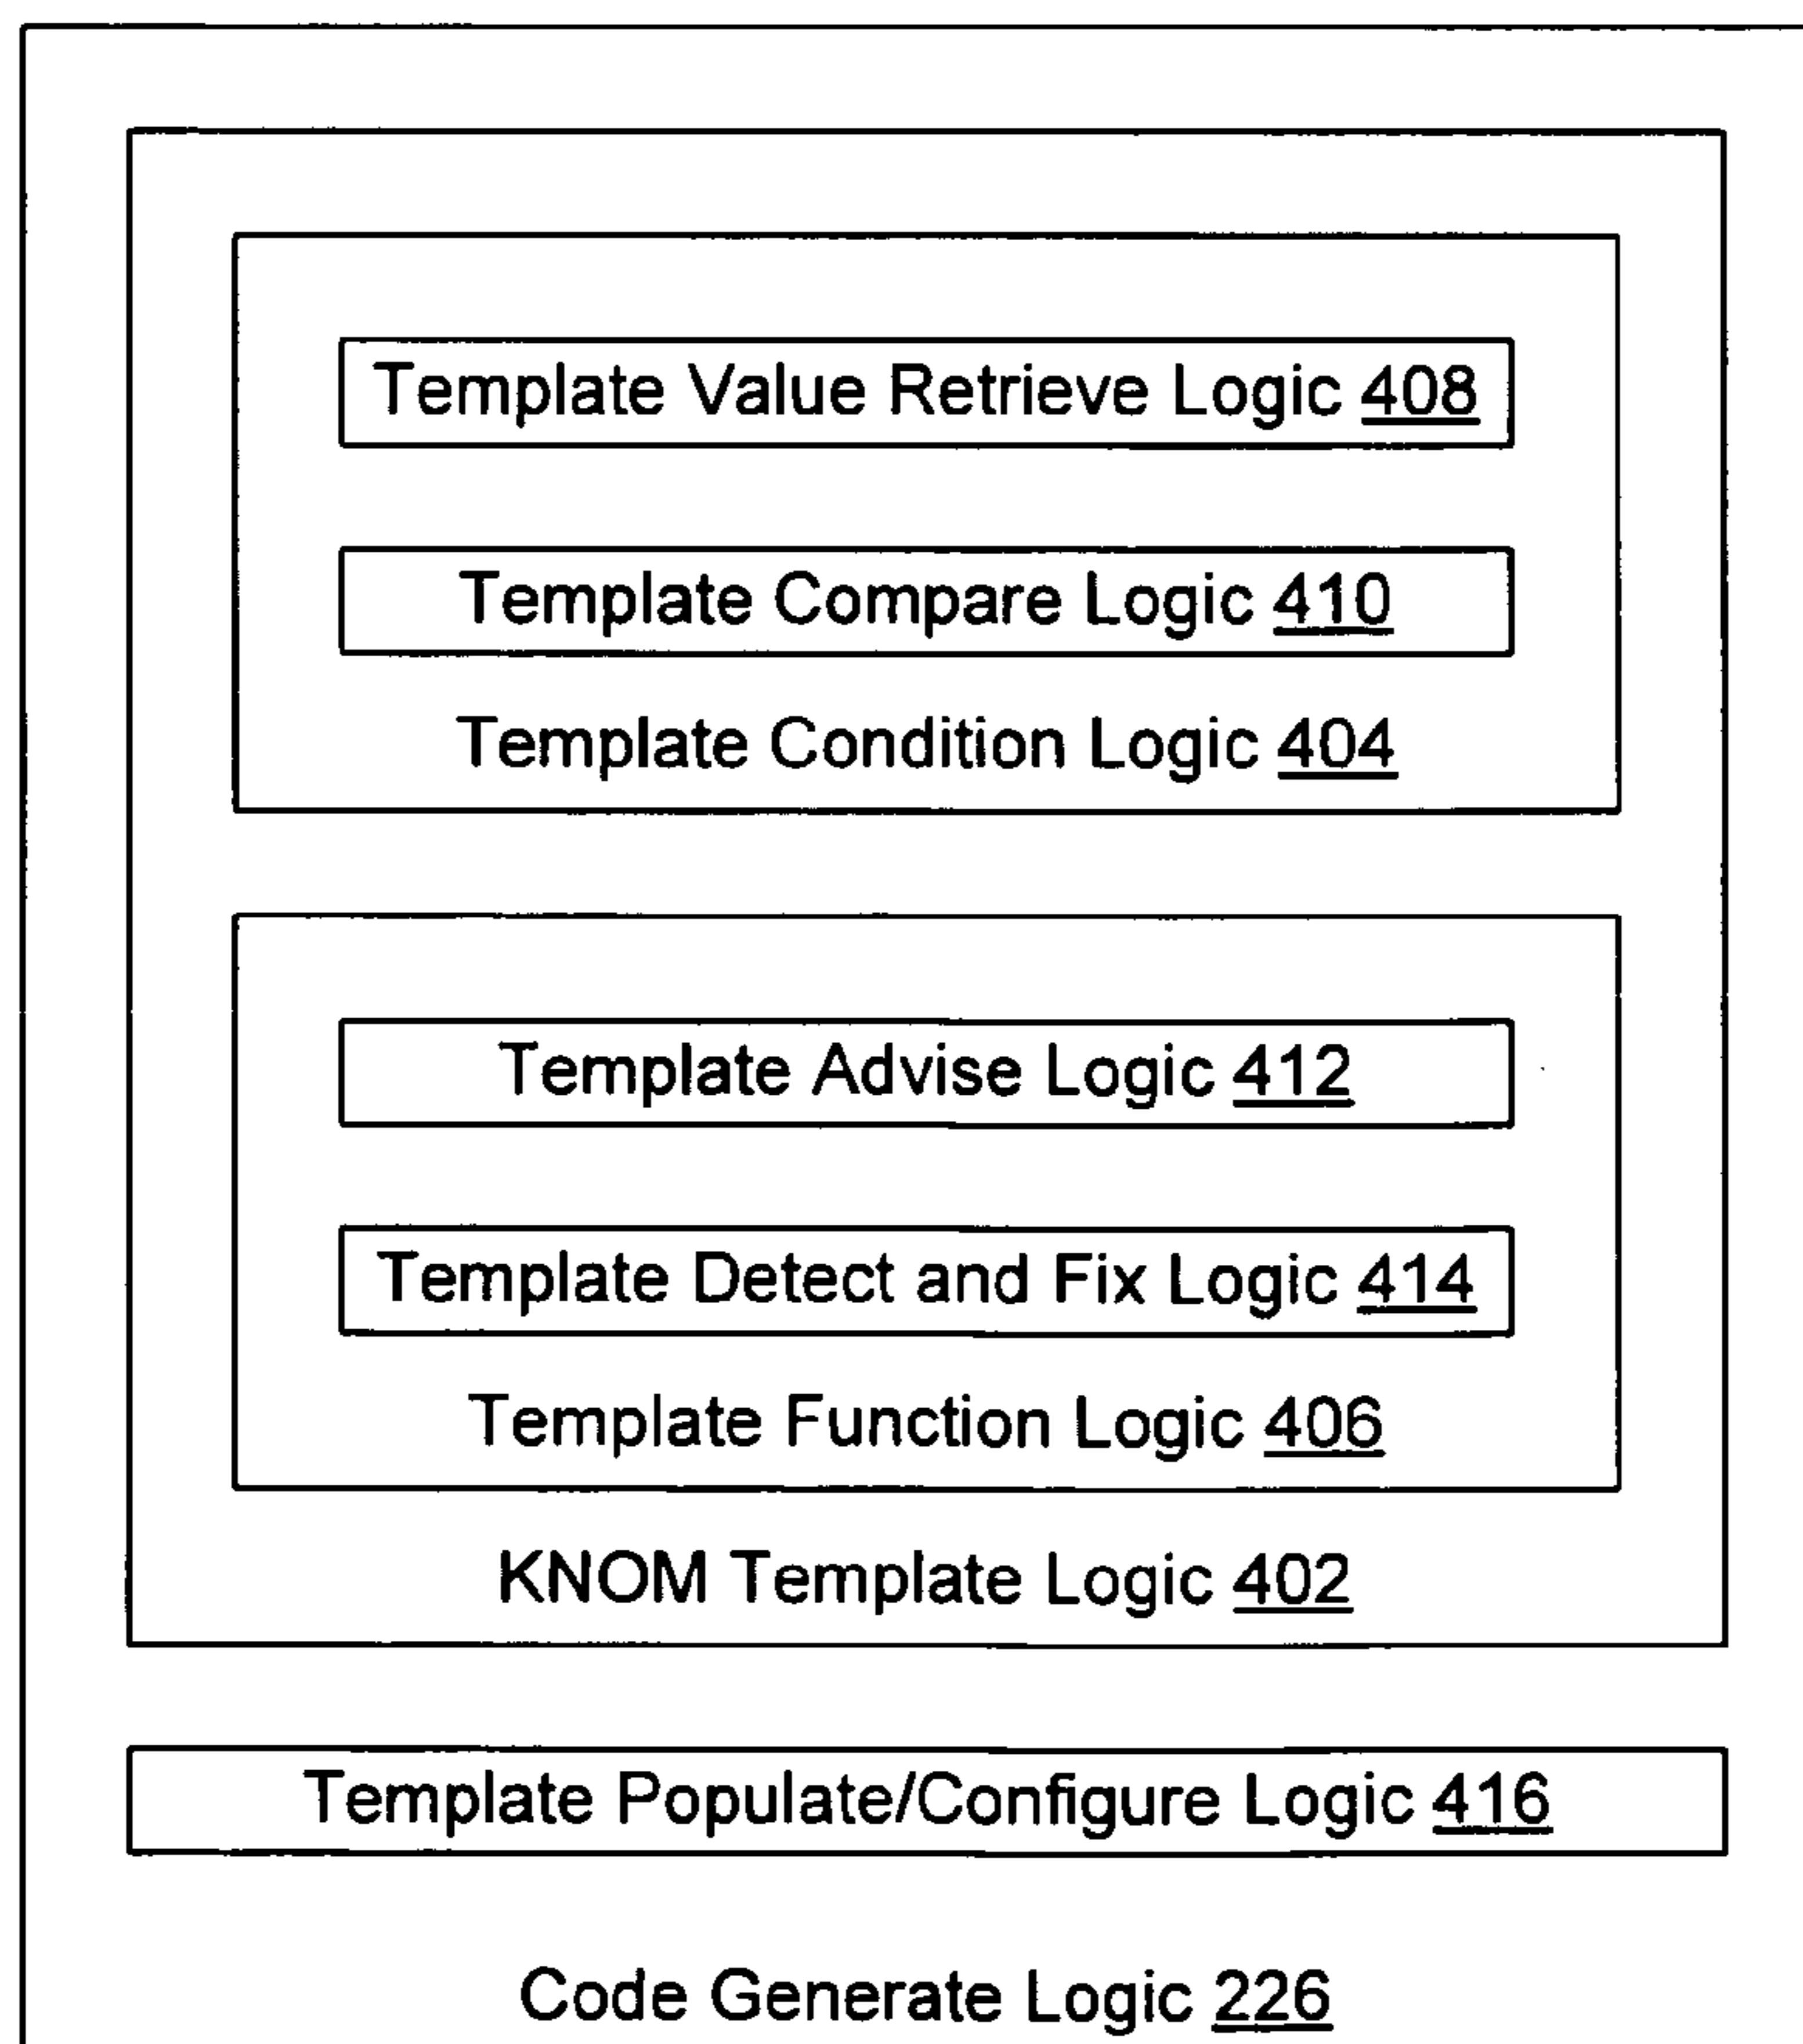 Template Value Retrieve Logic 408
Template Compare Logic 410
Template Condition Logic 404
Template Advise Logic 412
Template Detect and Fix Logic 414
Template Function Logic 406
KNOM Template Logic 402
Template Populate/Configure Logic 416
Code Generate Logic 226